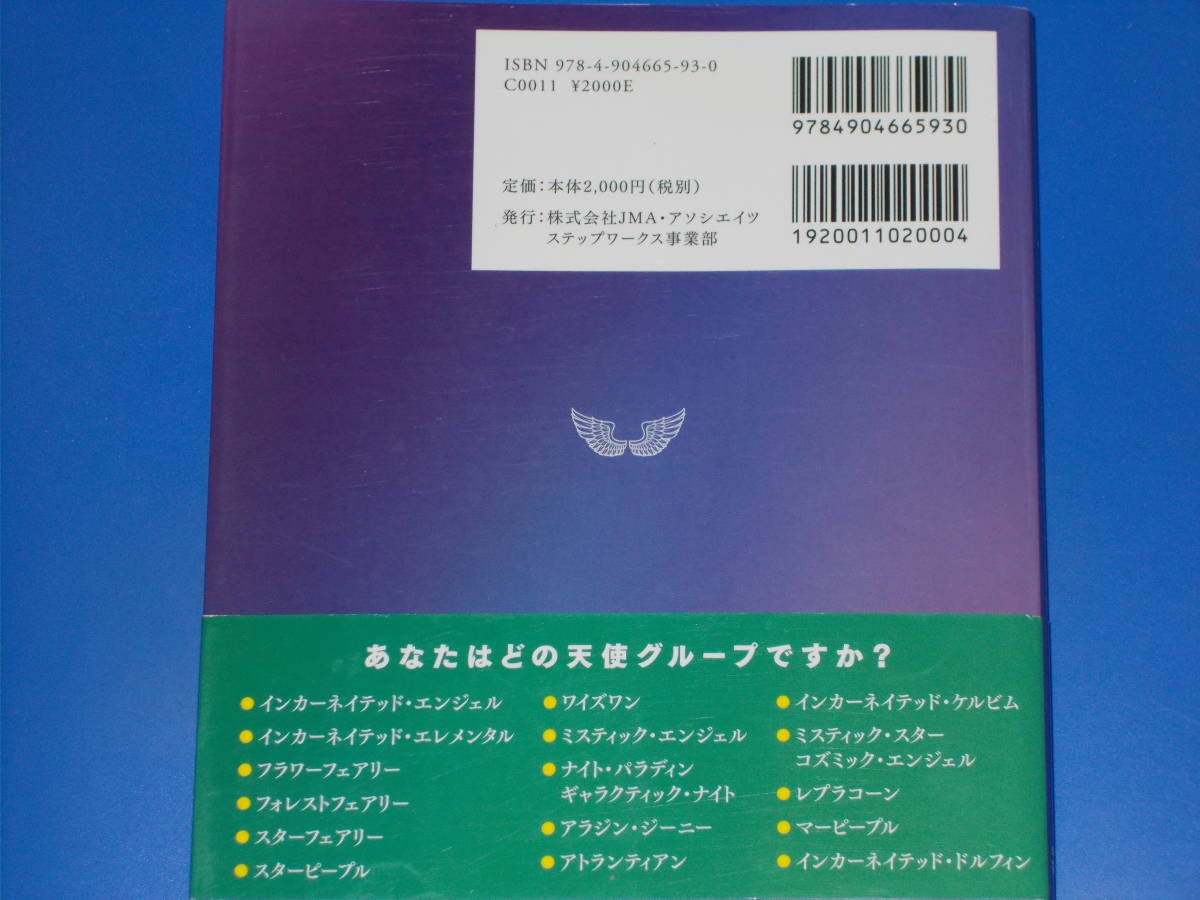 ISBN 978-4-904665-93-0
C0011 ¥2000E
9784904665930
定価：本体2,000円（税別）
発行：株式会社JMA・アソシエイツ
ステップワークス事業部
1920011020004
あなたはどの天使グループですか？
インカーネイテッド・エンジェル
インカーネイテッド・エレメンタル
フラワーフェアリー
フォレストフェアリー
スターフェアリー
スターピープル
ワイズワン
ミスティック・エンジェル
ナイト・パラディン
ギャラクティック・ナイト
アラジン・ジーニー
アトランティアン
インカーネイテッド・ケルビム
ミスティック・スター
コズミック・エンジェル
レプラコーン
マーピープル
インカーネイテッド・ドルフィン